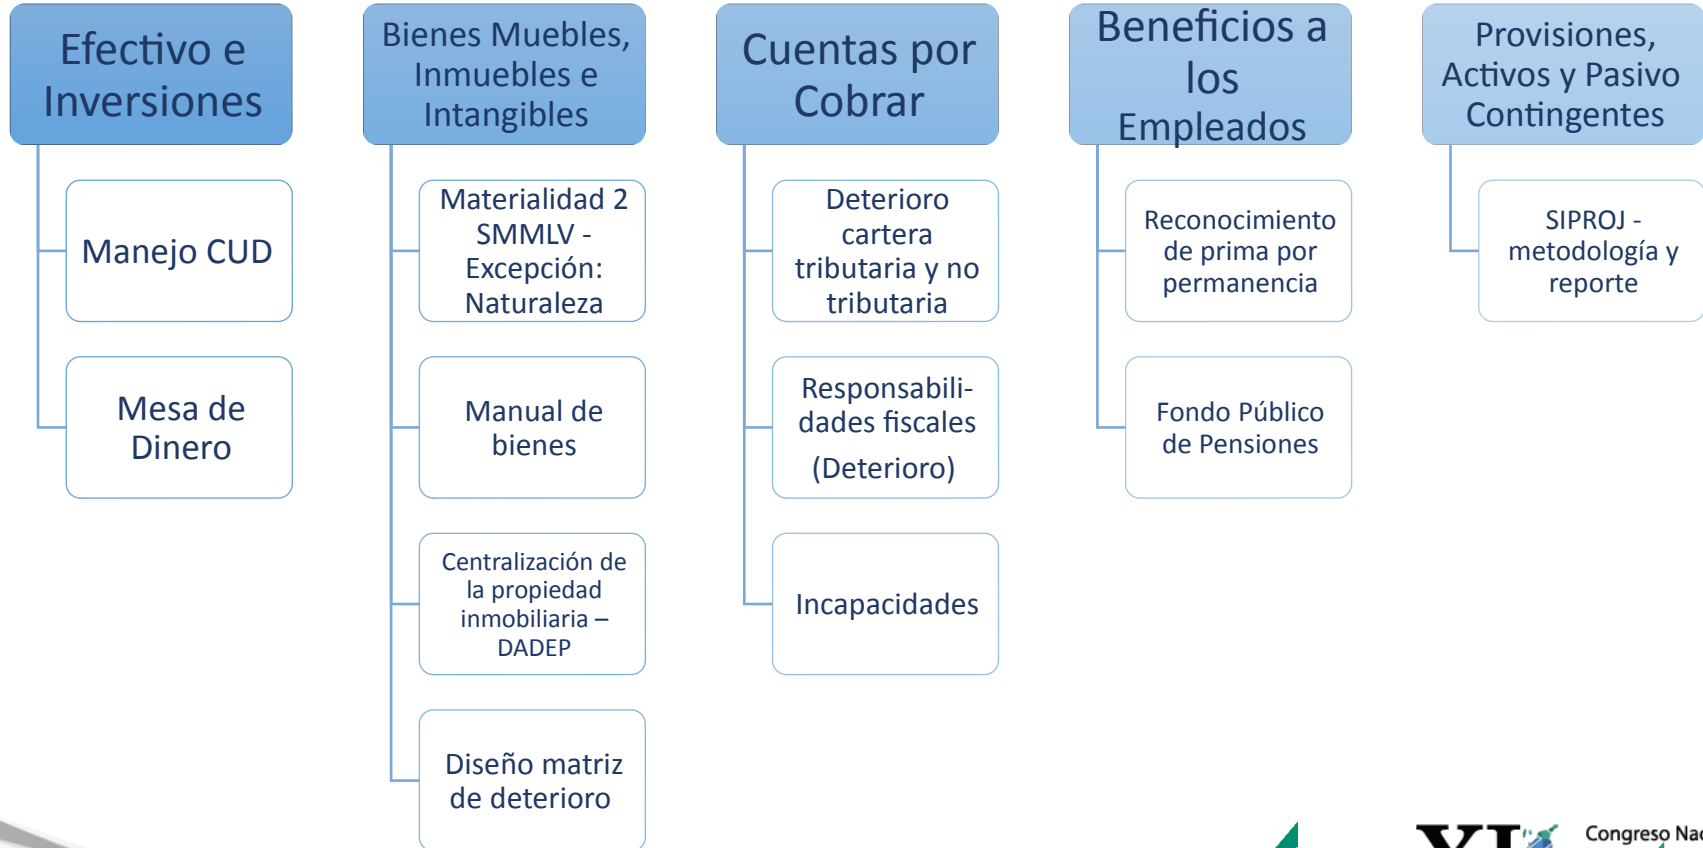 Efectivo e
Inversiones
Manejo CUD
Mesa de
Dinero
Bienes Muebles,
Inmuebles e
Intangibles
Materialidad 2
SMMLV -
Excepción:
Naturaleza
Manual de
bienes
Centralización de
la propiedad
inmobiliaria –
DADEP
Diseño matriz
de deterioro
Cuentas por
Cobrar
Deterioro
cartera
tributaria y no
tributaria
Responsabili-
dades fiscales
(Deterioro)
Incapacidades
Beneficios a
los
Empleados
Reconocimiento
de prima por
permanencia
Fondo Público
de Pensiones
Provisiones,
Activos y Pasivo
Contingentes
SIPROJ -
metodología y
reporte
XI
Congreso Nac